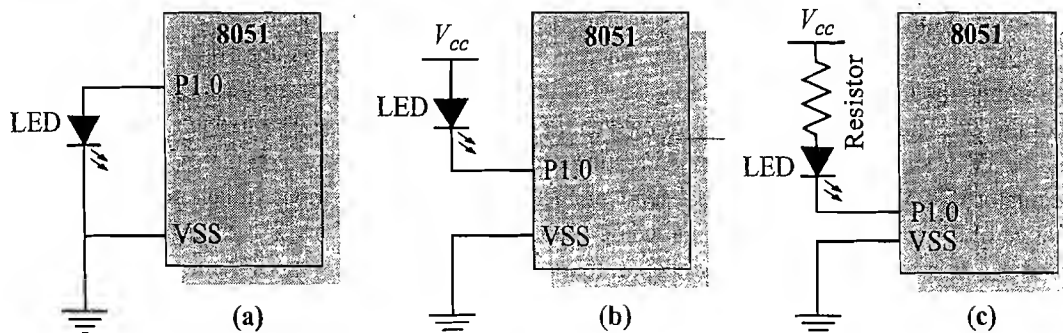 8051
P1.0
LED
VSS
(a)
Vcc
8051
LED
P1.0
VSS
(b)
Vcc
8051
Resistor
LED
P1.0
VSS
(c)